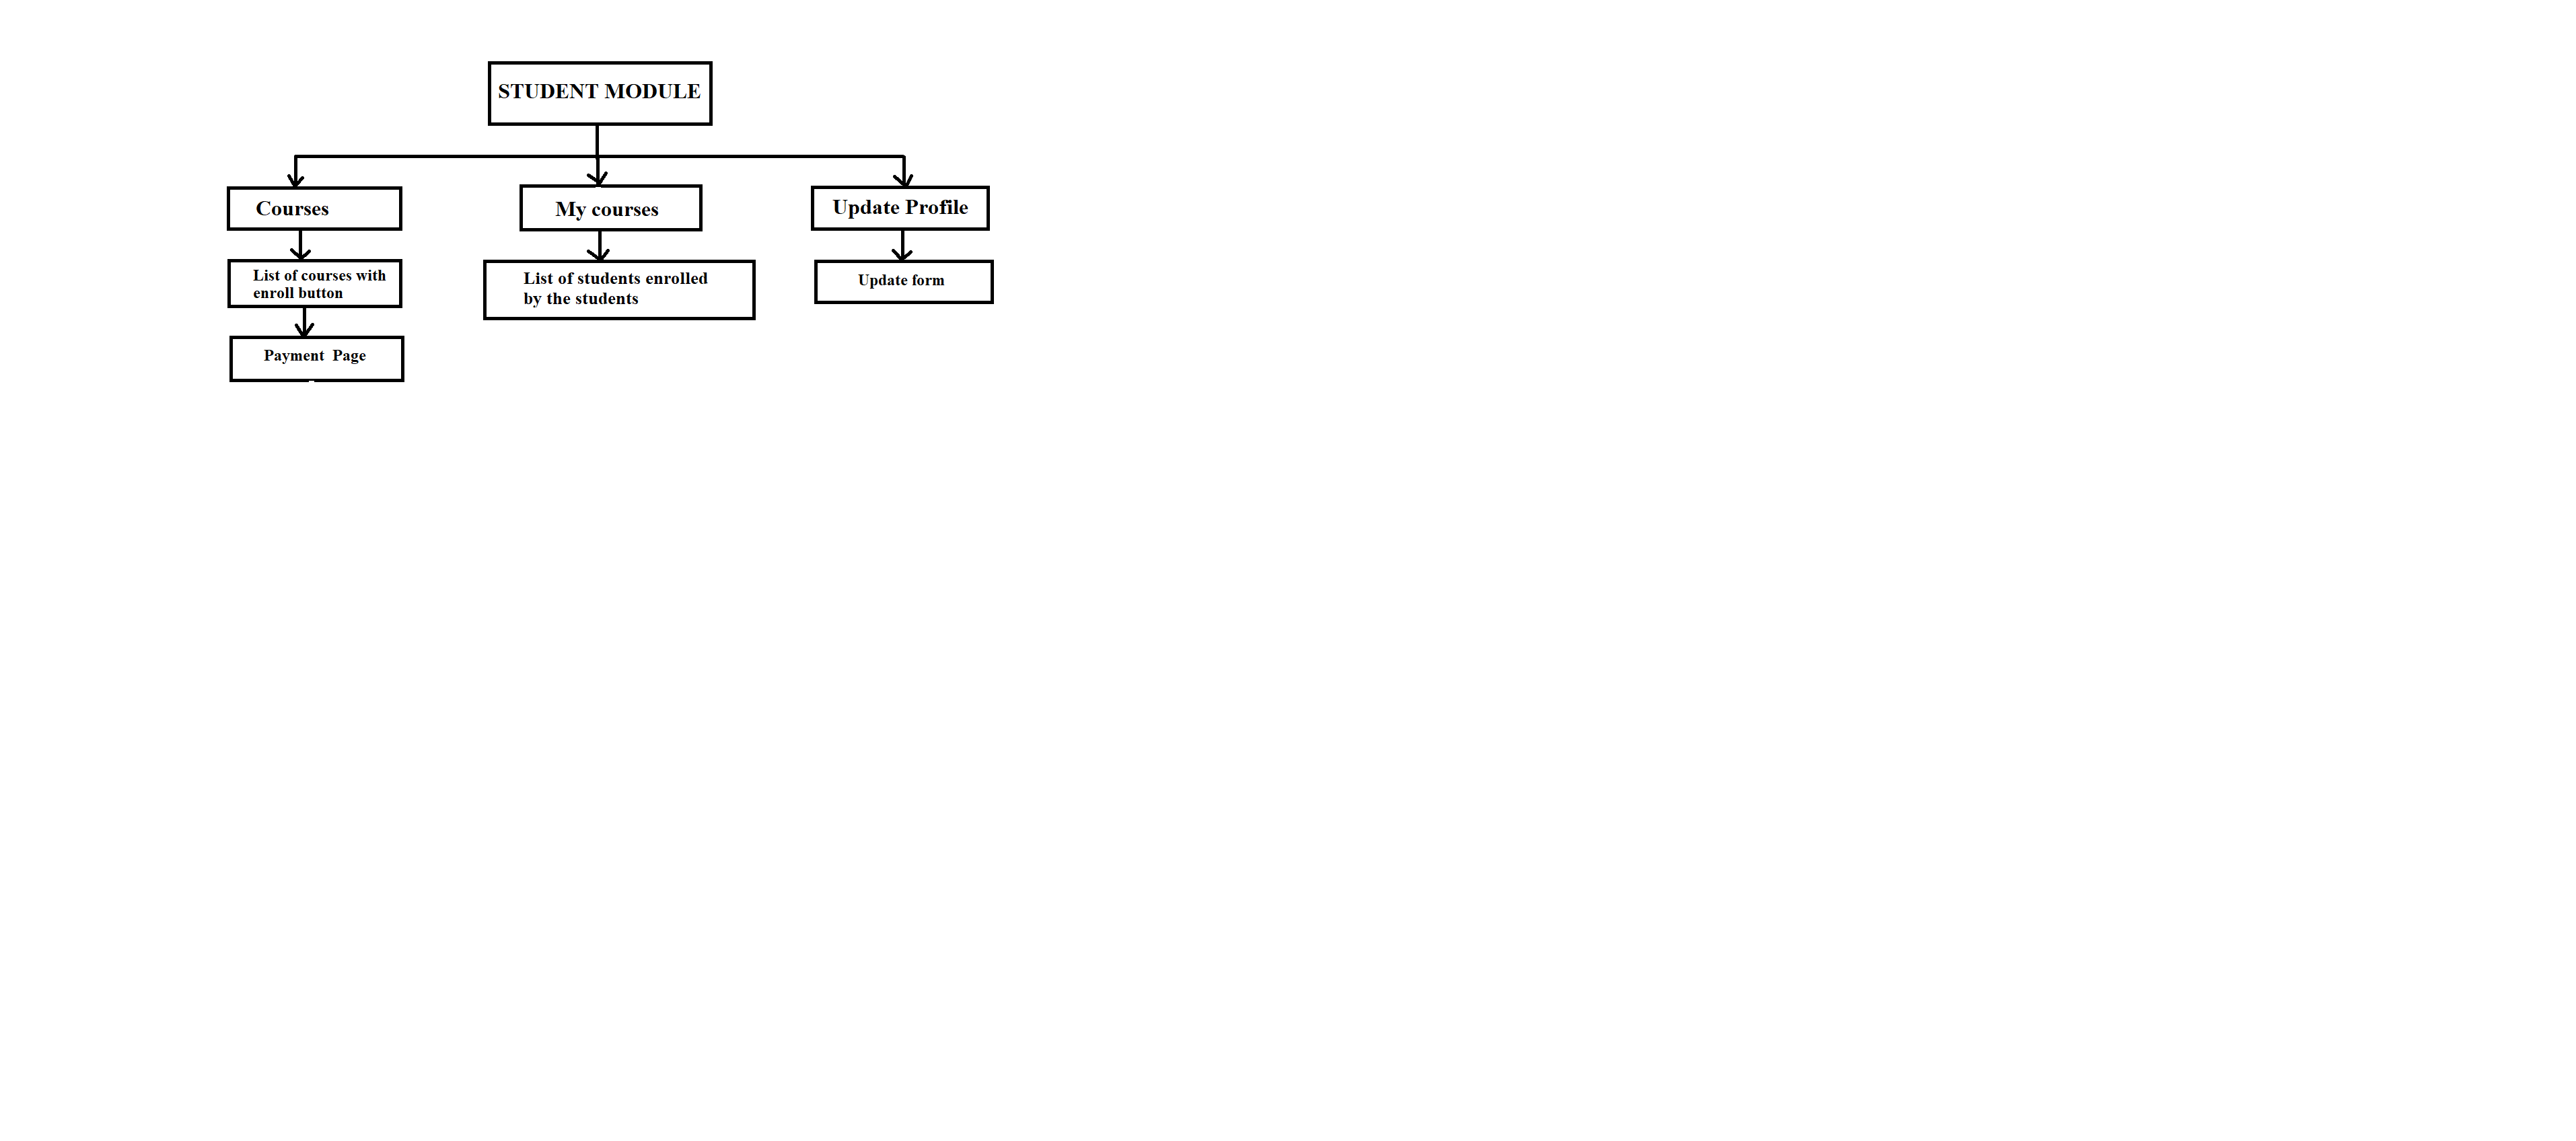 STUDENT MODULE
Courses
My courses
Update Profile
List of courses with
enroll button
List of students enrolled
by the students
Update form
Payment  Page